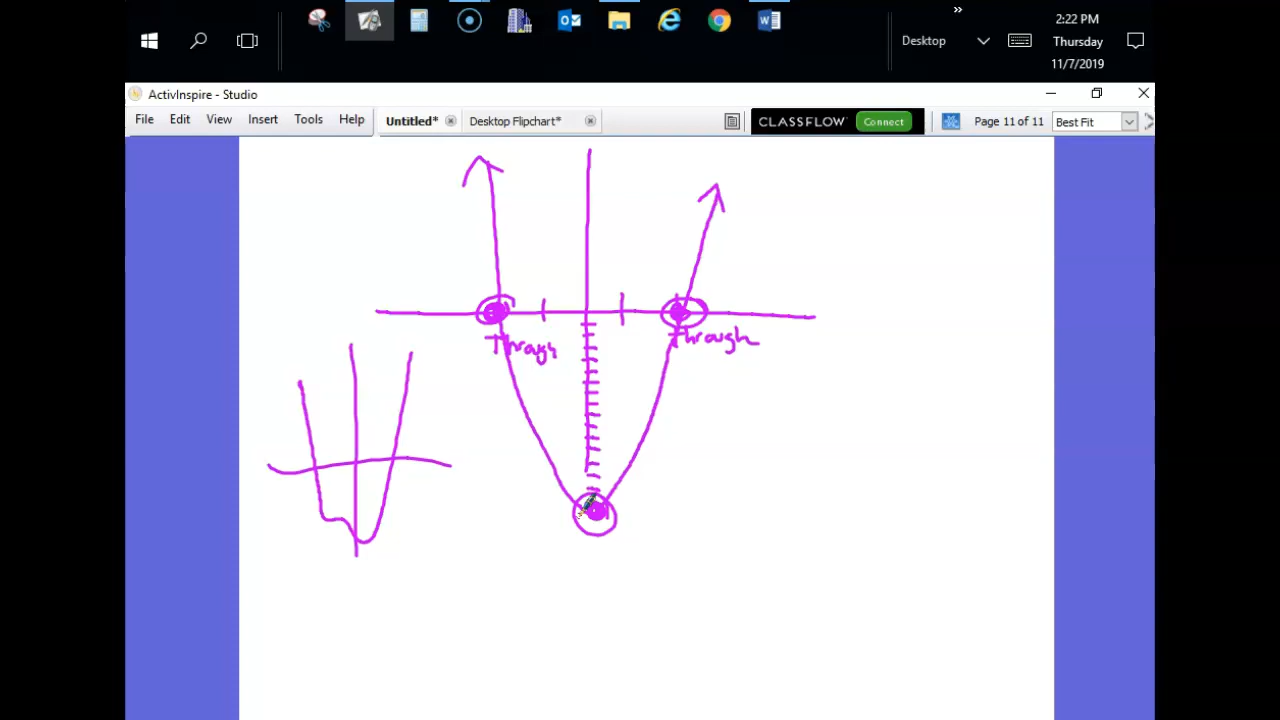 2:22 PM
Desktop
Thursday
11/7/2019
ActivInspire - Studio
File Edit View Insert Tools Help Untitled* Desktop Flipchart* CLASSFLOW Connect Page 11 of 11 Best Fit
Through Through